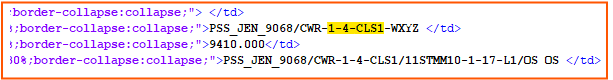 border-collapse:collapse;"> </td>
;border-collapse:collapse;">PSS_JEN_9068/CWR-1-4-CLS1-WXYZ </td>
;border-collapse:collapse;">9410.000</td>
80%;border-collapse:collapse;">PSS_JEN_9068/CWR-1-4-CLS1/11STMM10-1-17-L1/OS OS </td>